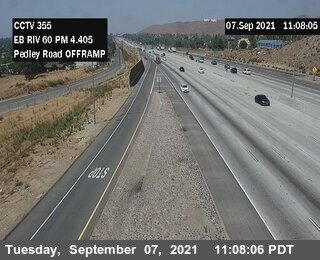 CCTV 355
EB RIV 60 PM 4.405
Pedley Road OFFRAMP
07.Sep 2021 11:08:05
STOP
Tuesday, September 07, 2021 11:08:06 PDT